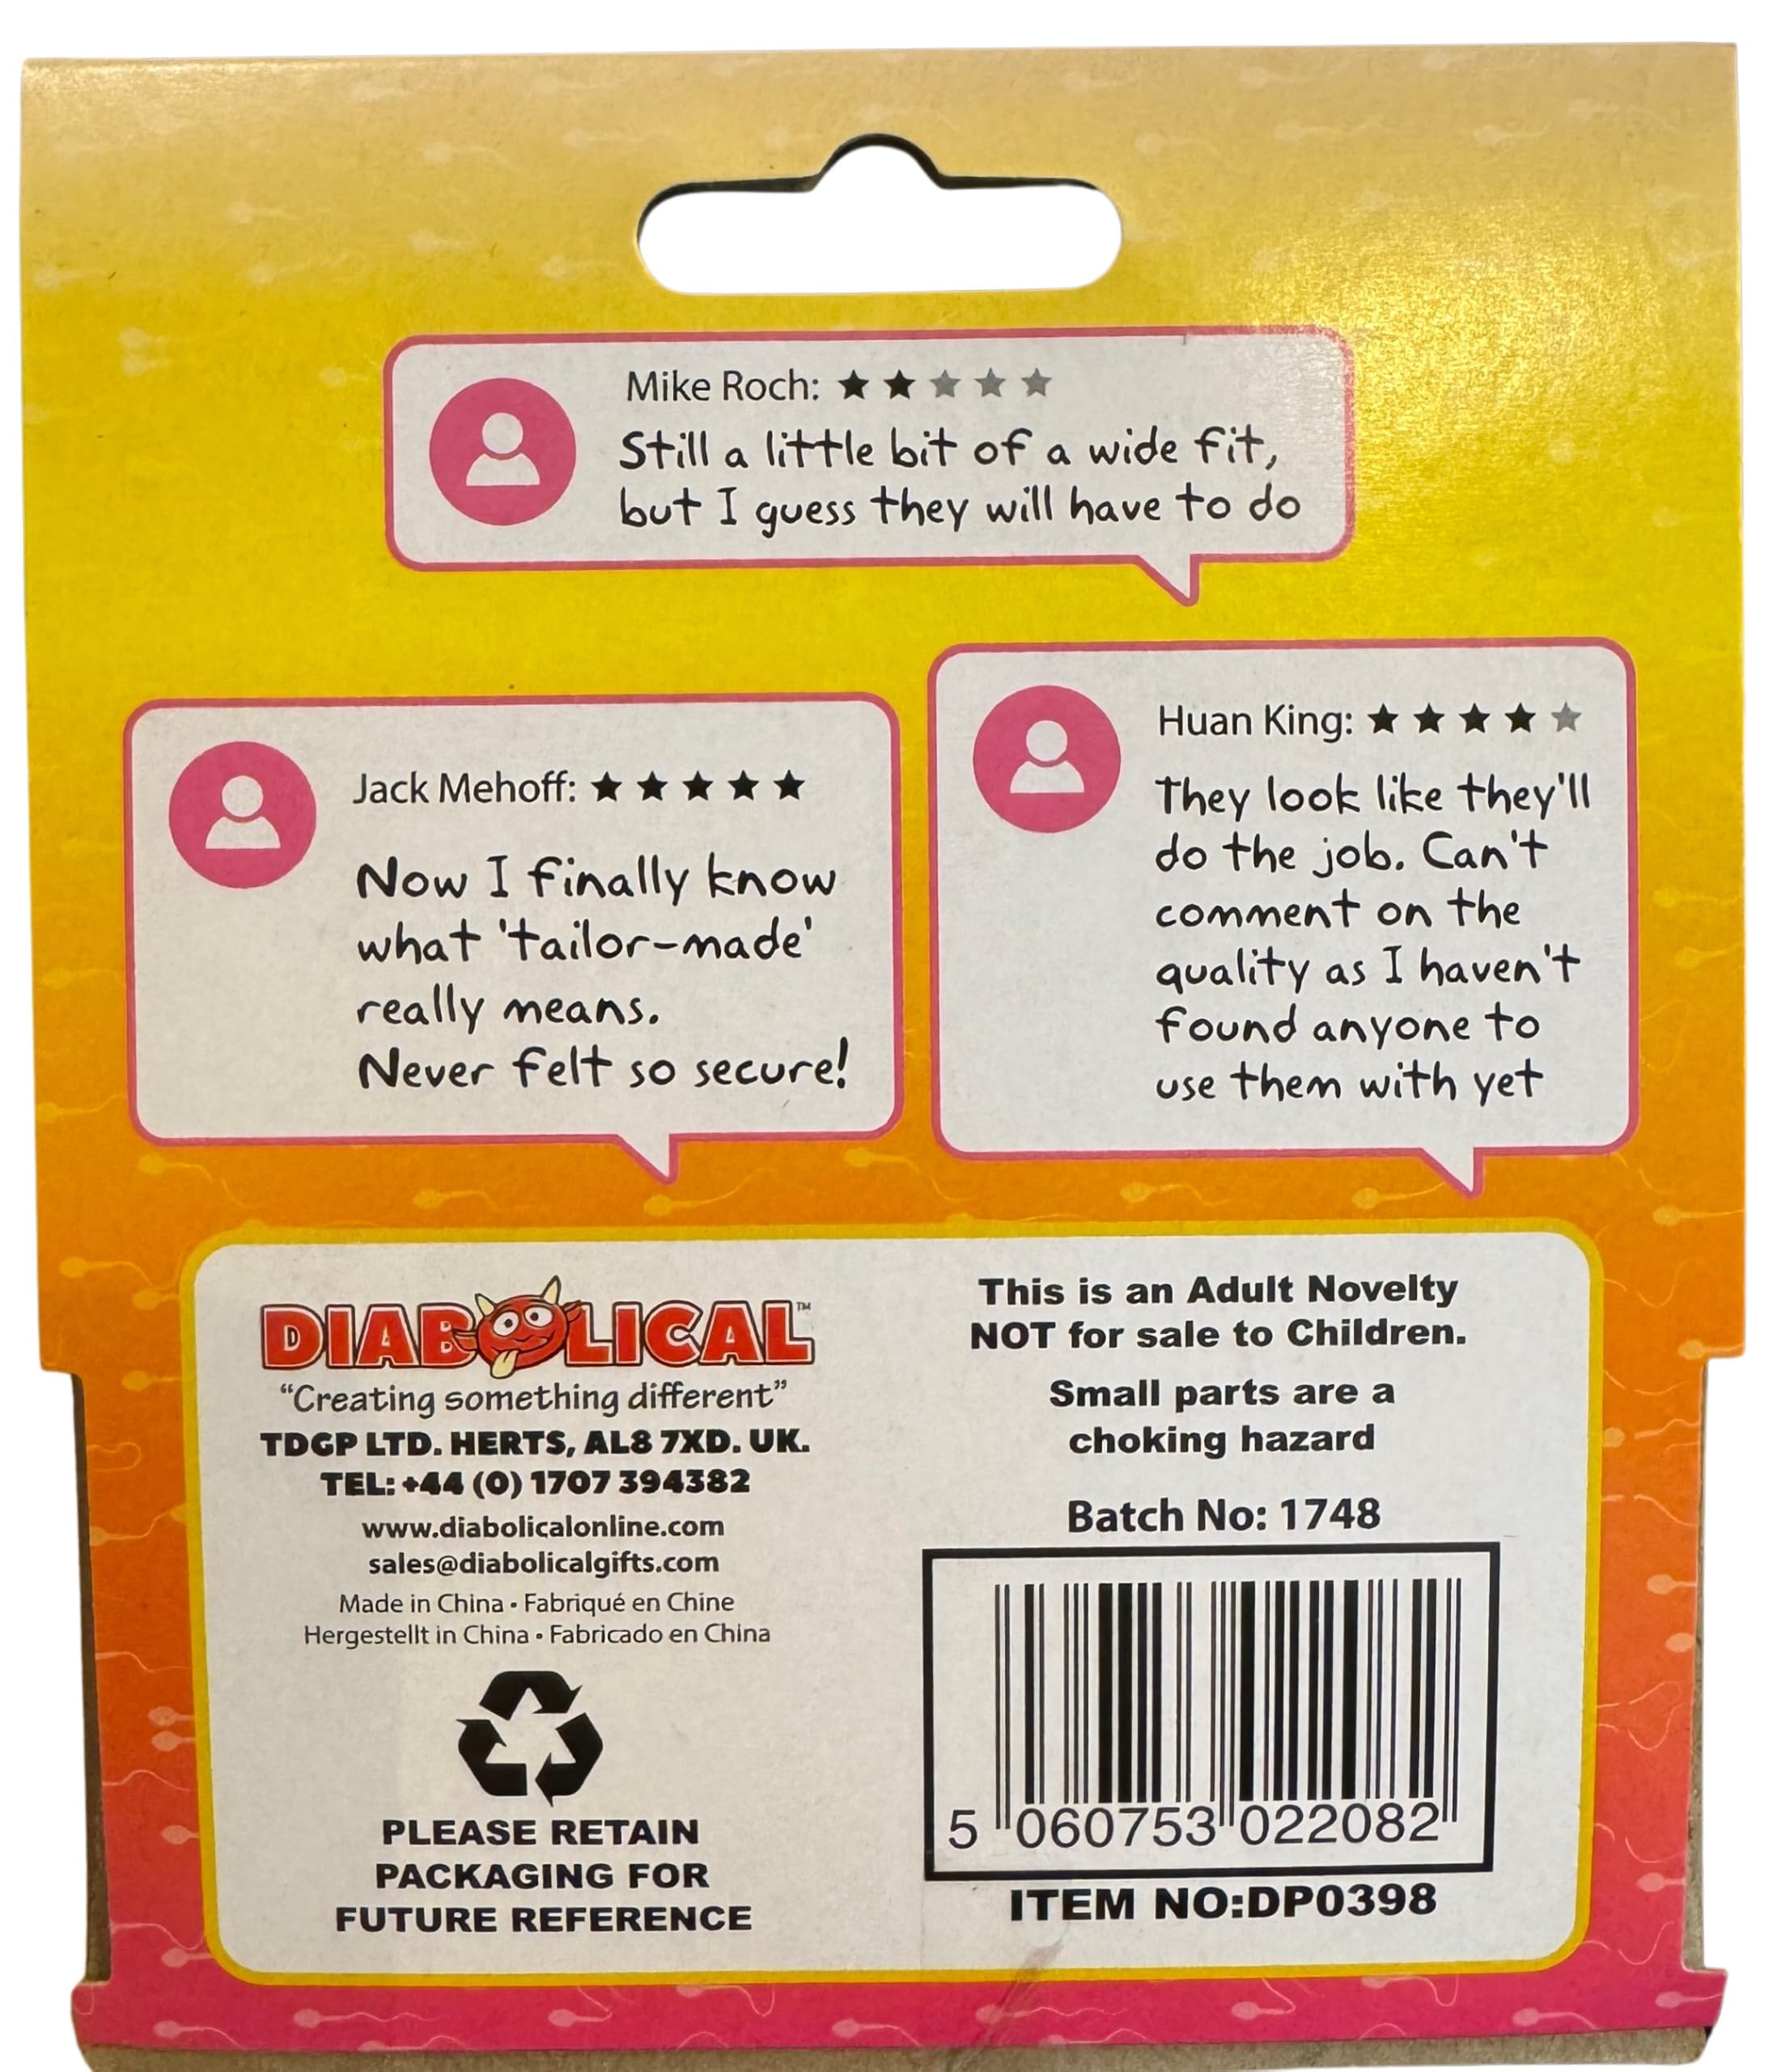 Mike Roch: ★★★★★
Still a little bit of a wide fit,
but I guess they will have to do
Jack Mehoff: ★★★★★
Now I finally know
what 'tailor-made'
really means.
Never felt so secure!
Huan King: ★★★★★
They look like they'll
do the job. Can't
comment on the
quality as I haven't
found anyone to
use them with yet
DIABOLICAL™
“Creating something different”
TDGP LTD. HERTS, AL8 7XD. UK.
TEL: +44 (0) 1707 394382
www.diabolicalonline.com
sales@diabolicalgifts.com
Made in China • Fabriqué en Chine
Hergestellt in China • Fabricado en China
PLEASE RETAIN
PACKAGING FOR
FUTURE REFERENCE
This is an Adult Novelty
NOT for sale to Children.
Small parts are a
choking hazard
Batch No: 1748
5 060753 022082
ITEM NO:DP0398